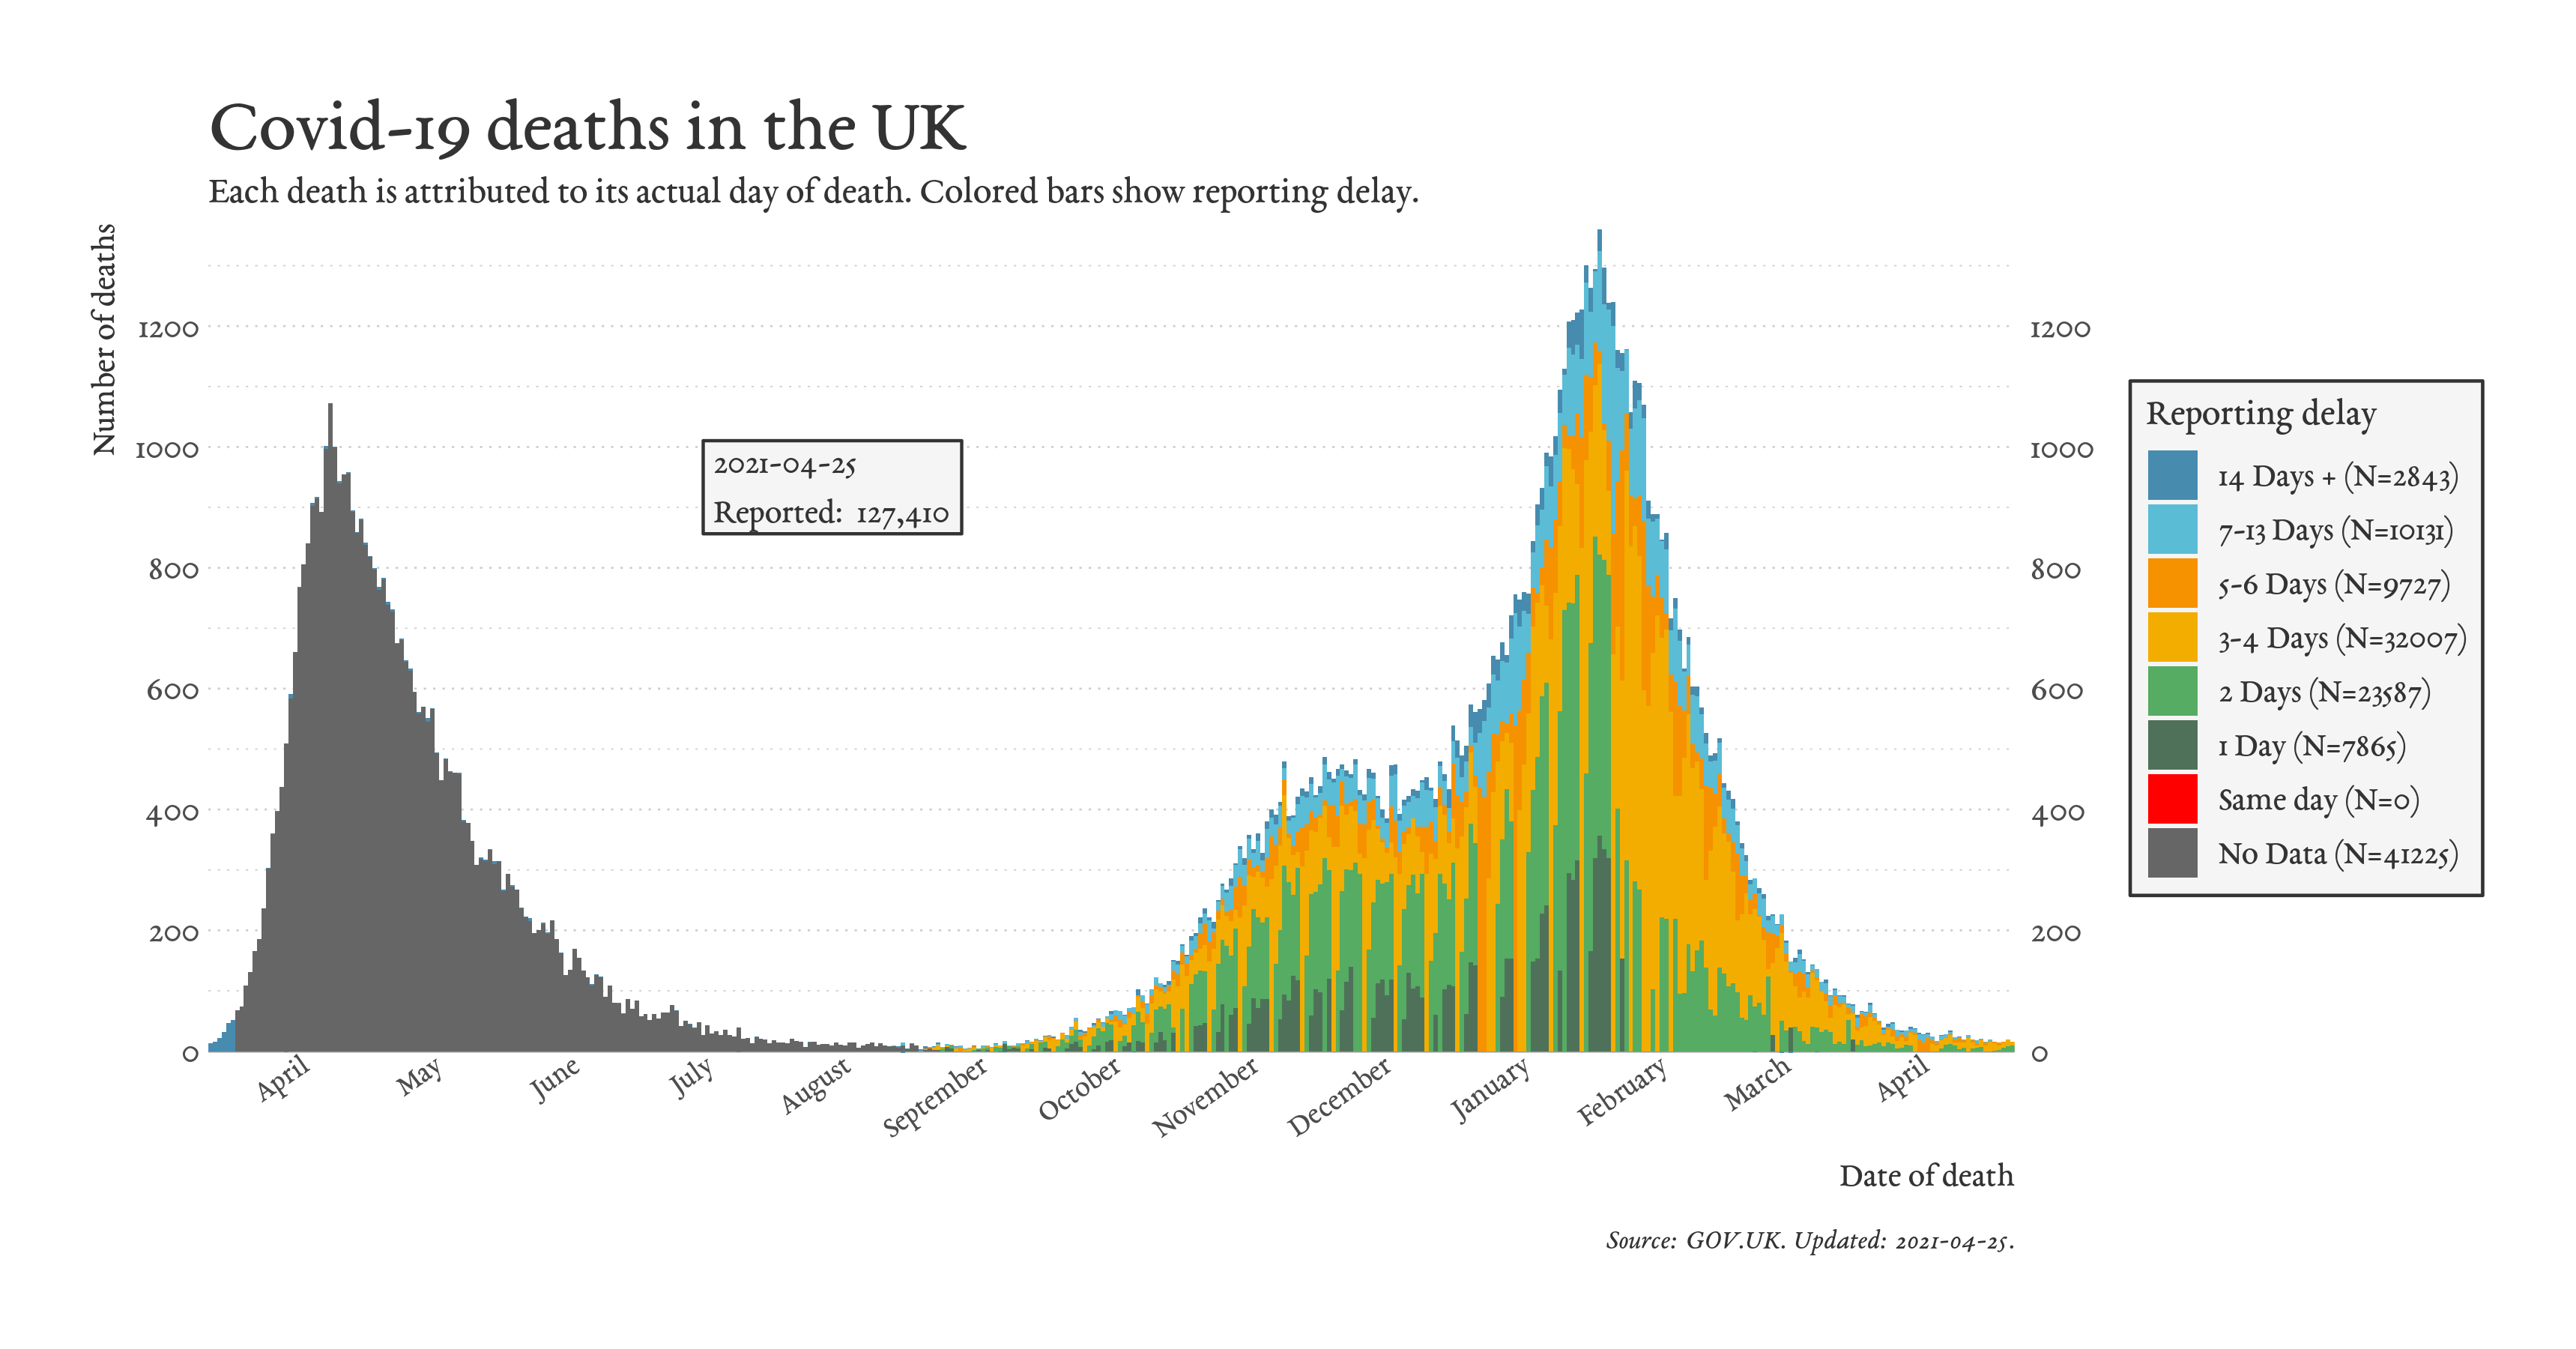 Covid-19 deaths in the UK
Each death is attributed to its actual day of death. Colored bars show reporting delay.
Number of deaths
1200
1000
800
600
400
200
0
2021-04-25
Reported: 127,410
1200
1000
800
600
400
200
0
April
May
June
July
August
September
October
November
December
January
February
March
April
Date of death
Reporting delay
14 Days + (N=2843)
7-13 Days (N=10131)
5-6 Days (N=9727)
3-4 Days (N=32007)
2 Days (N=23587)
1 Day (N=7865)
Same day (N=0)
No Data (N=41225)
Source: GOV.UK. Updated: 2021-04-25.